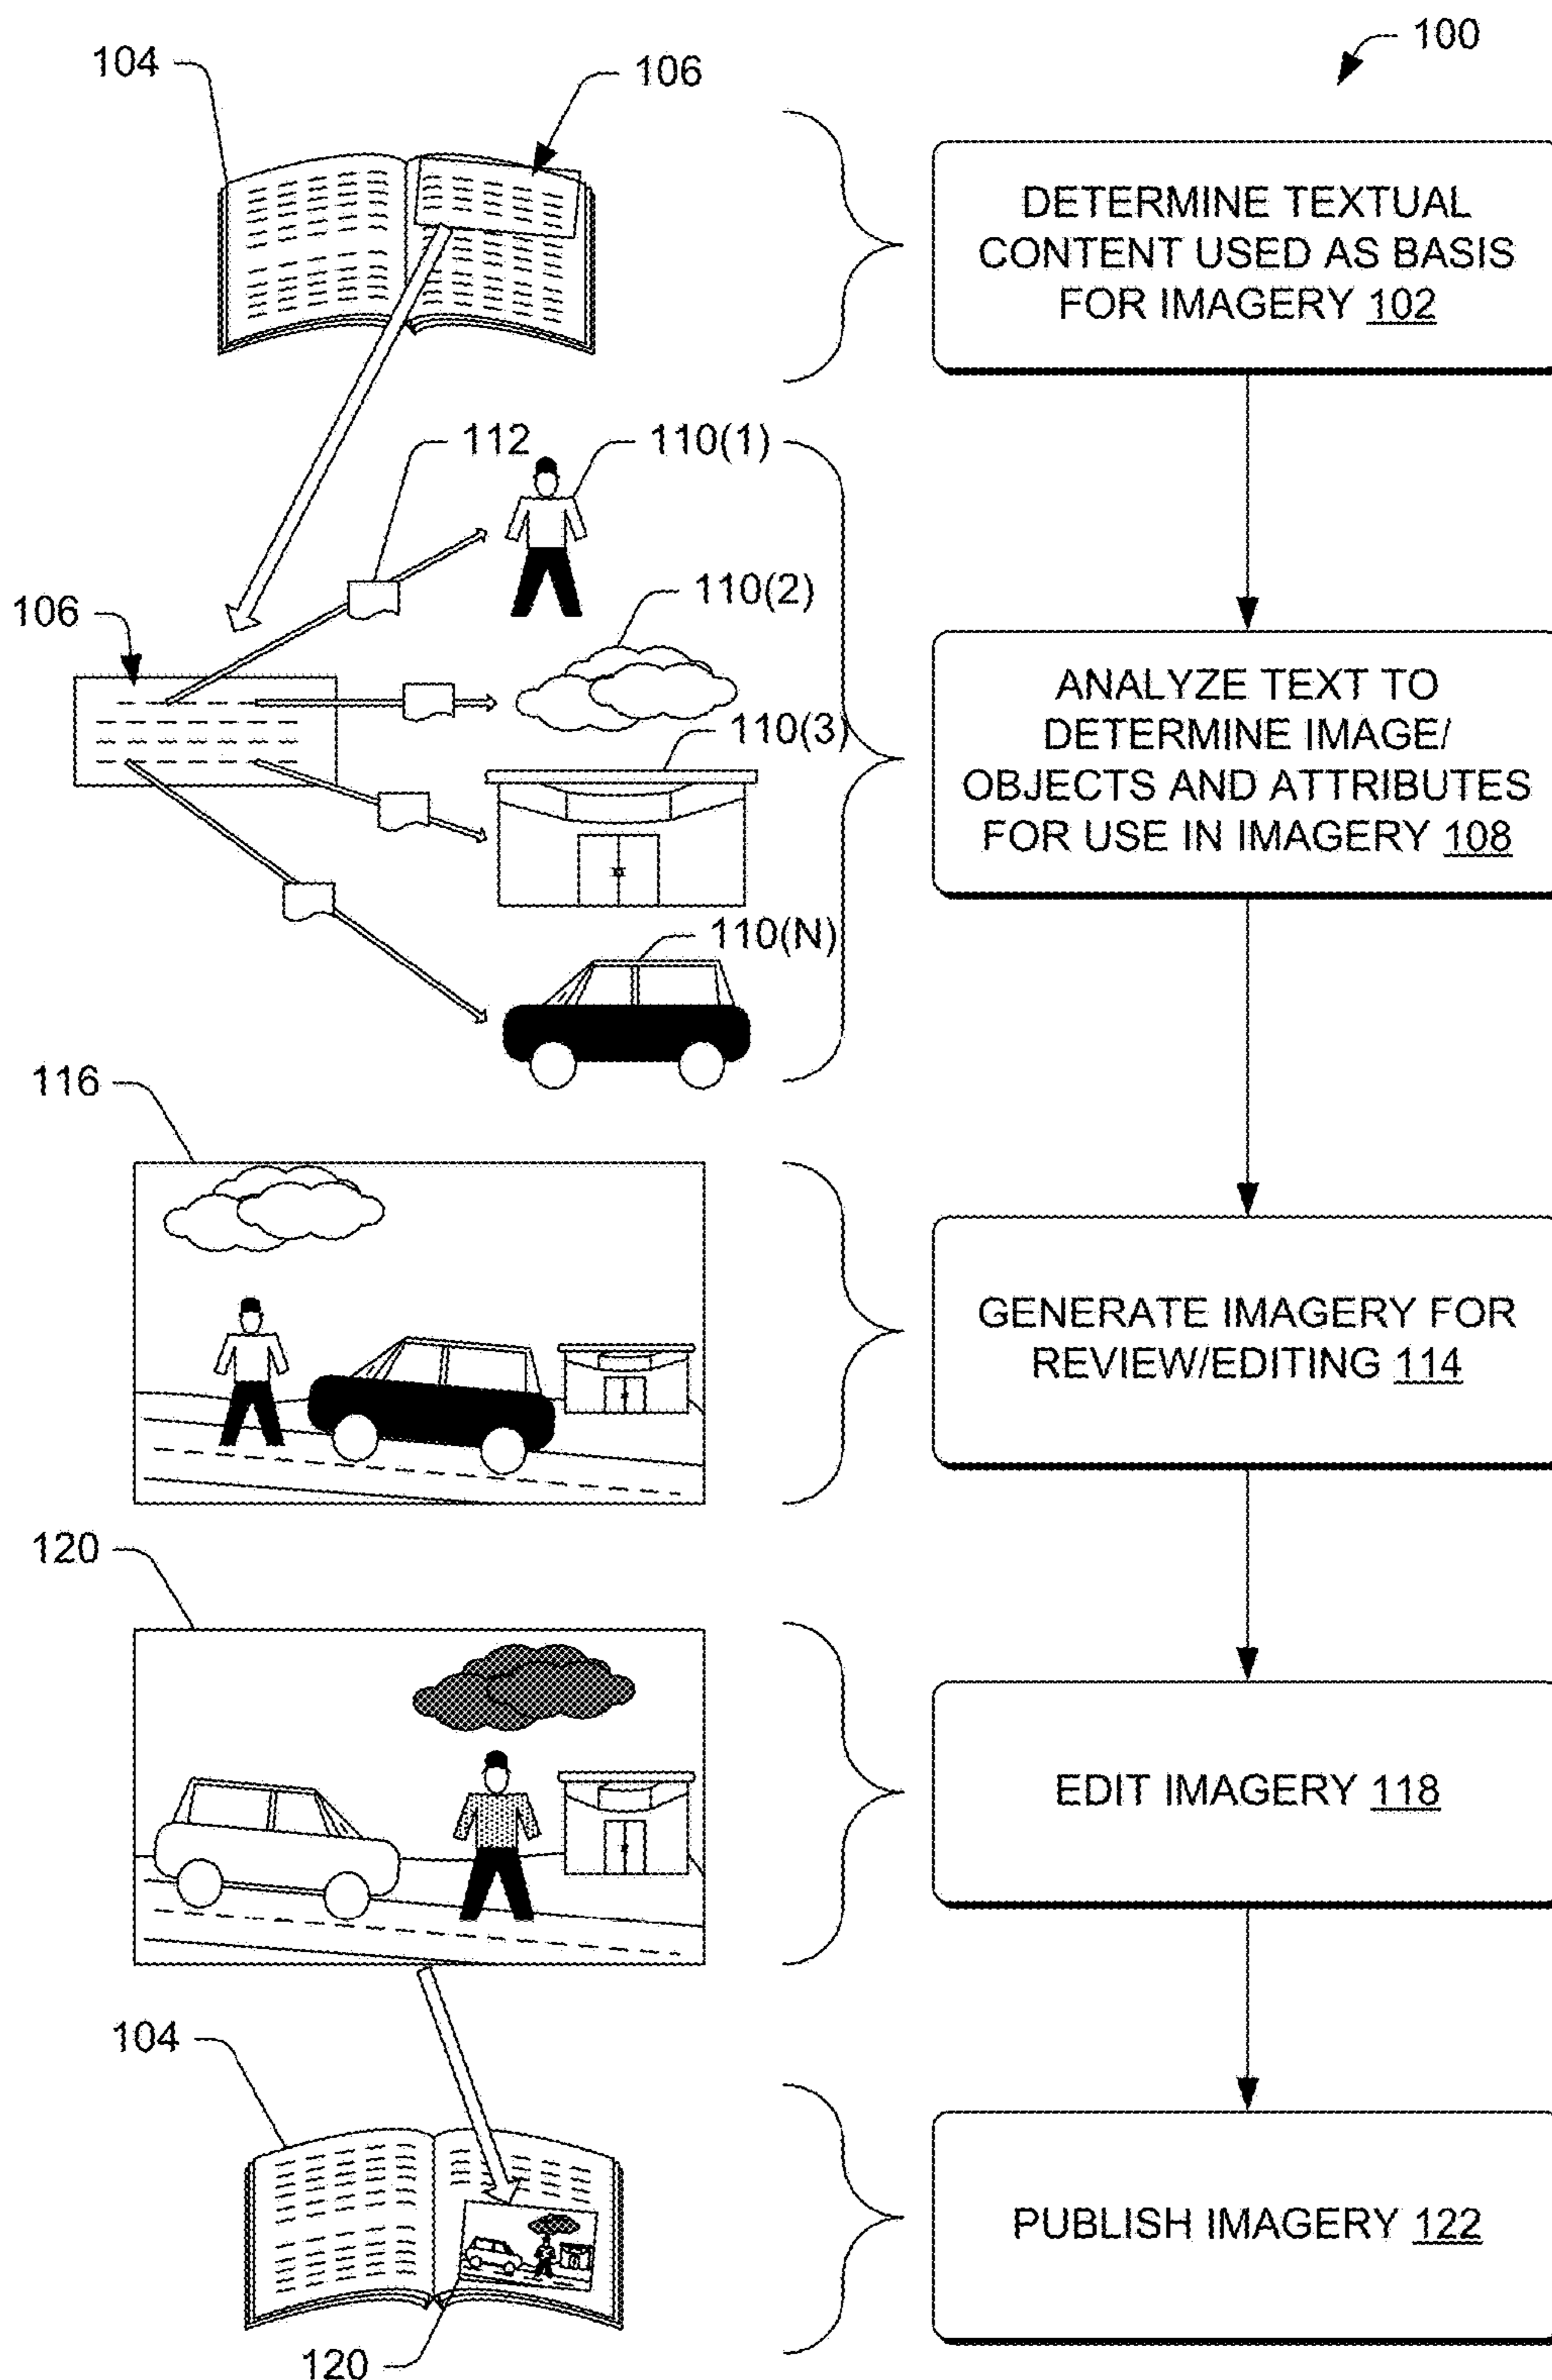 100
104
106
DETERMINE TEXTUAL
CONTENT USED AS BASIS
FOR IMAGERY 102
112
110(1)
110(2)
106
110(3)
110(N)
ANALYZE TEXT TO
DETERMINE IMAGE/
OBJECTS AND ATTRIBUTES
FOR USE IN IMAGERY 108
116
GENERATE IMAGERY FOR
REVIEW/EDITING 114
120
EDIT IMAGERY 118
104
PUBLISH IMAGERY 122
120